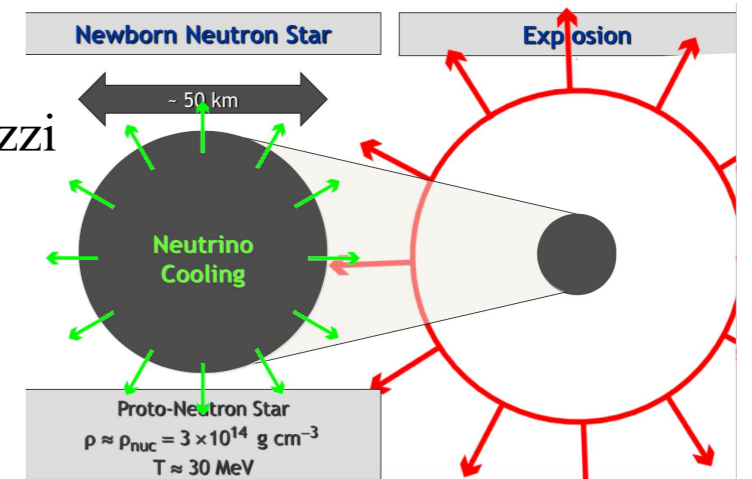 Newborn Neutron Star
Explosion
~ 50 km
zzi
Neutrino
Cooling
Proto-Neutron Star
ρ ≈ ρnuc = 3 ×10¹⁴ g cm⁻³
T ≈ 30 MeV